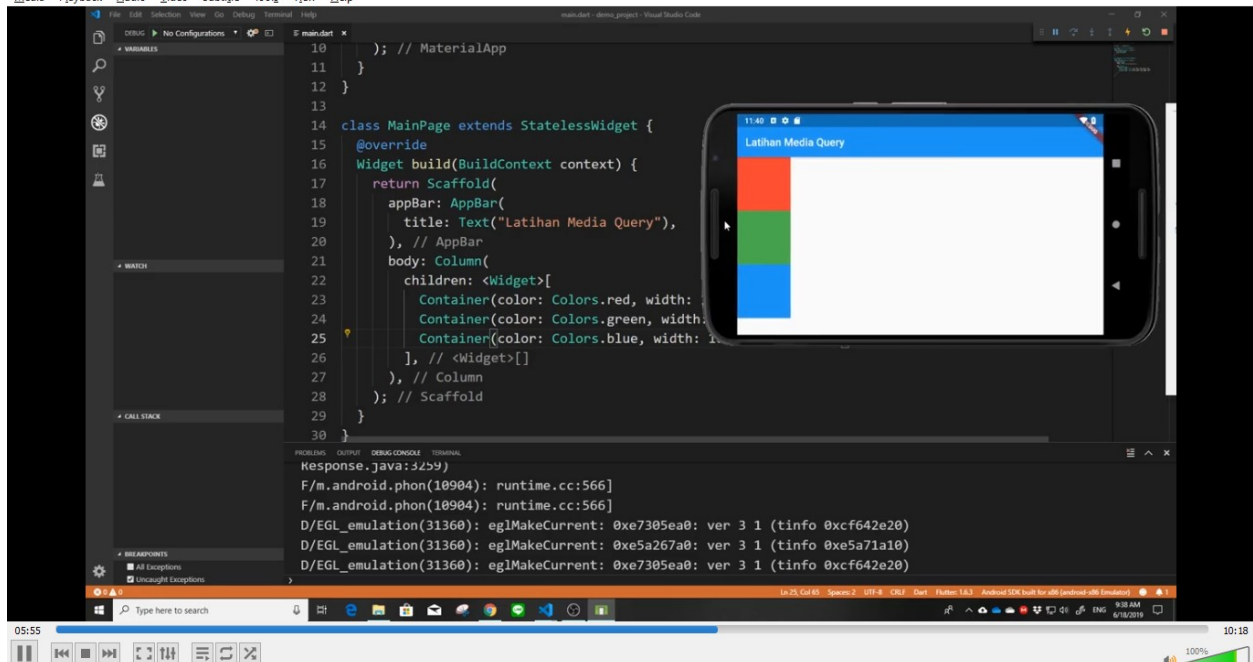 File Edit Selection View Go Debug Terminal Help
main.dart - demo_project - Visual Studio Code
DEBUG No Configurations
main.dart
VARIABLES
10 ); // MaterialApp
11 }
12 }
13
14 class MainPage extends StatelessWidget {
15 @override
16 Widget build(BuildContext context) {
17 return Scaffold(
18 appBar: AppBar(
19 title: Text("Latihan Media Query"),
20 ), // AppBar
21 body: Column(
22 children: <Widget>[
23 Container(color: Colors.red, width:
24 Container(color: Colors.green, width:
25 Container(color: Colors.blue, width:
26 ], // <Widget>[]
27 ), // Column
28 ); // Scaffold
29 }
30 }
11:40
Latihan Media Query
WATCH
CALL STACK
BREAKPOINTS
All Exceptions
Uncaught Exceptions
PROBLEMS OUTPUT DEBUG CONSOLE TERMINAL
Response.java:3259)
F/m.android.phon(10904): runtime.cc:566]
F/m.android.phon(10904): runtime.cc:566]
D/EGL_emulation(31360): eglMakeCurrent: 0xe7305ea0: ver 3 1 (tinfo 0xcf642e20)
D/EGL_emulation(31360): eglMakeCurrent: 0xe5a267a0: ver 3 1 (tinfo 0xe5a71a10)
D/EGL_emulation(31360): eglMakeCurrent: 0xe7305ea0: ver 3 1 (tinfo 0xcf642e20)
0 0
Ln 25, Col 65 Spaces: 2 UTF-8 CRLF Dart Flutter: 1.6.3 Android SDK built for x86 (android-x86 Emulator) 1
Type here to search
ENG
9:38 AM
6/18/2019
05:55
10:18
100%